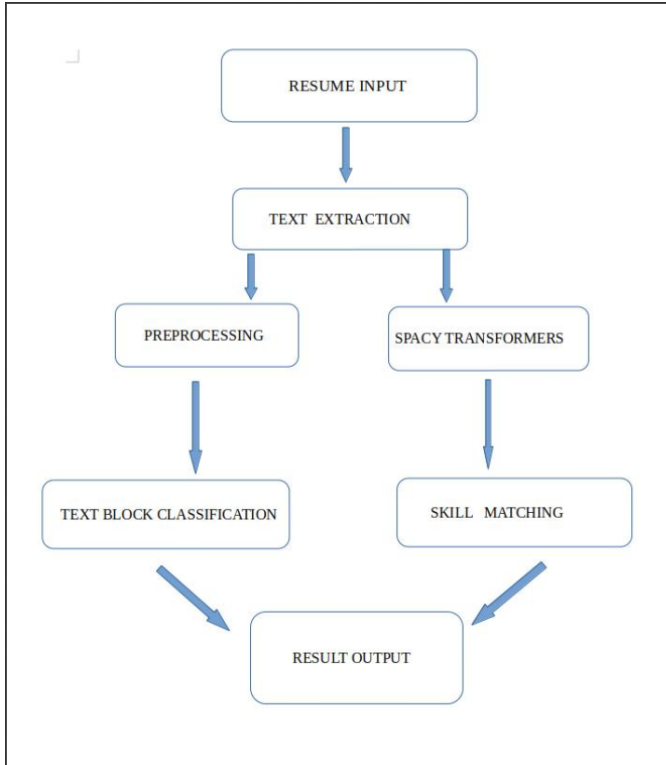 RESUME INPUT
TEXT EXTRACTION
PREPROCESSING
SPACY TRANSFORMERS
TEXT BLOCK CLASSIFICATION
SKILL MATCHING
RESULT OUTPUT